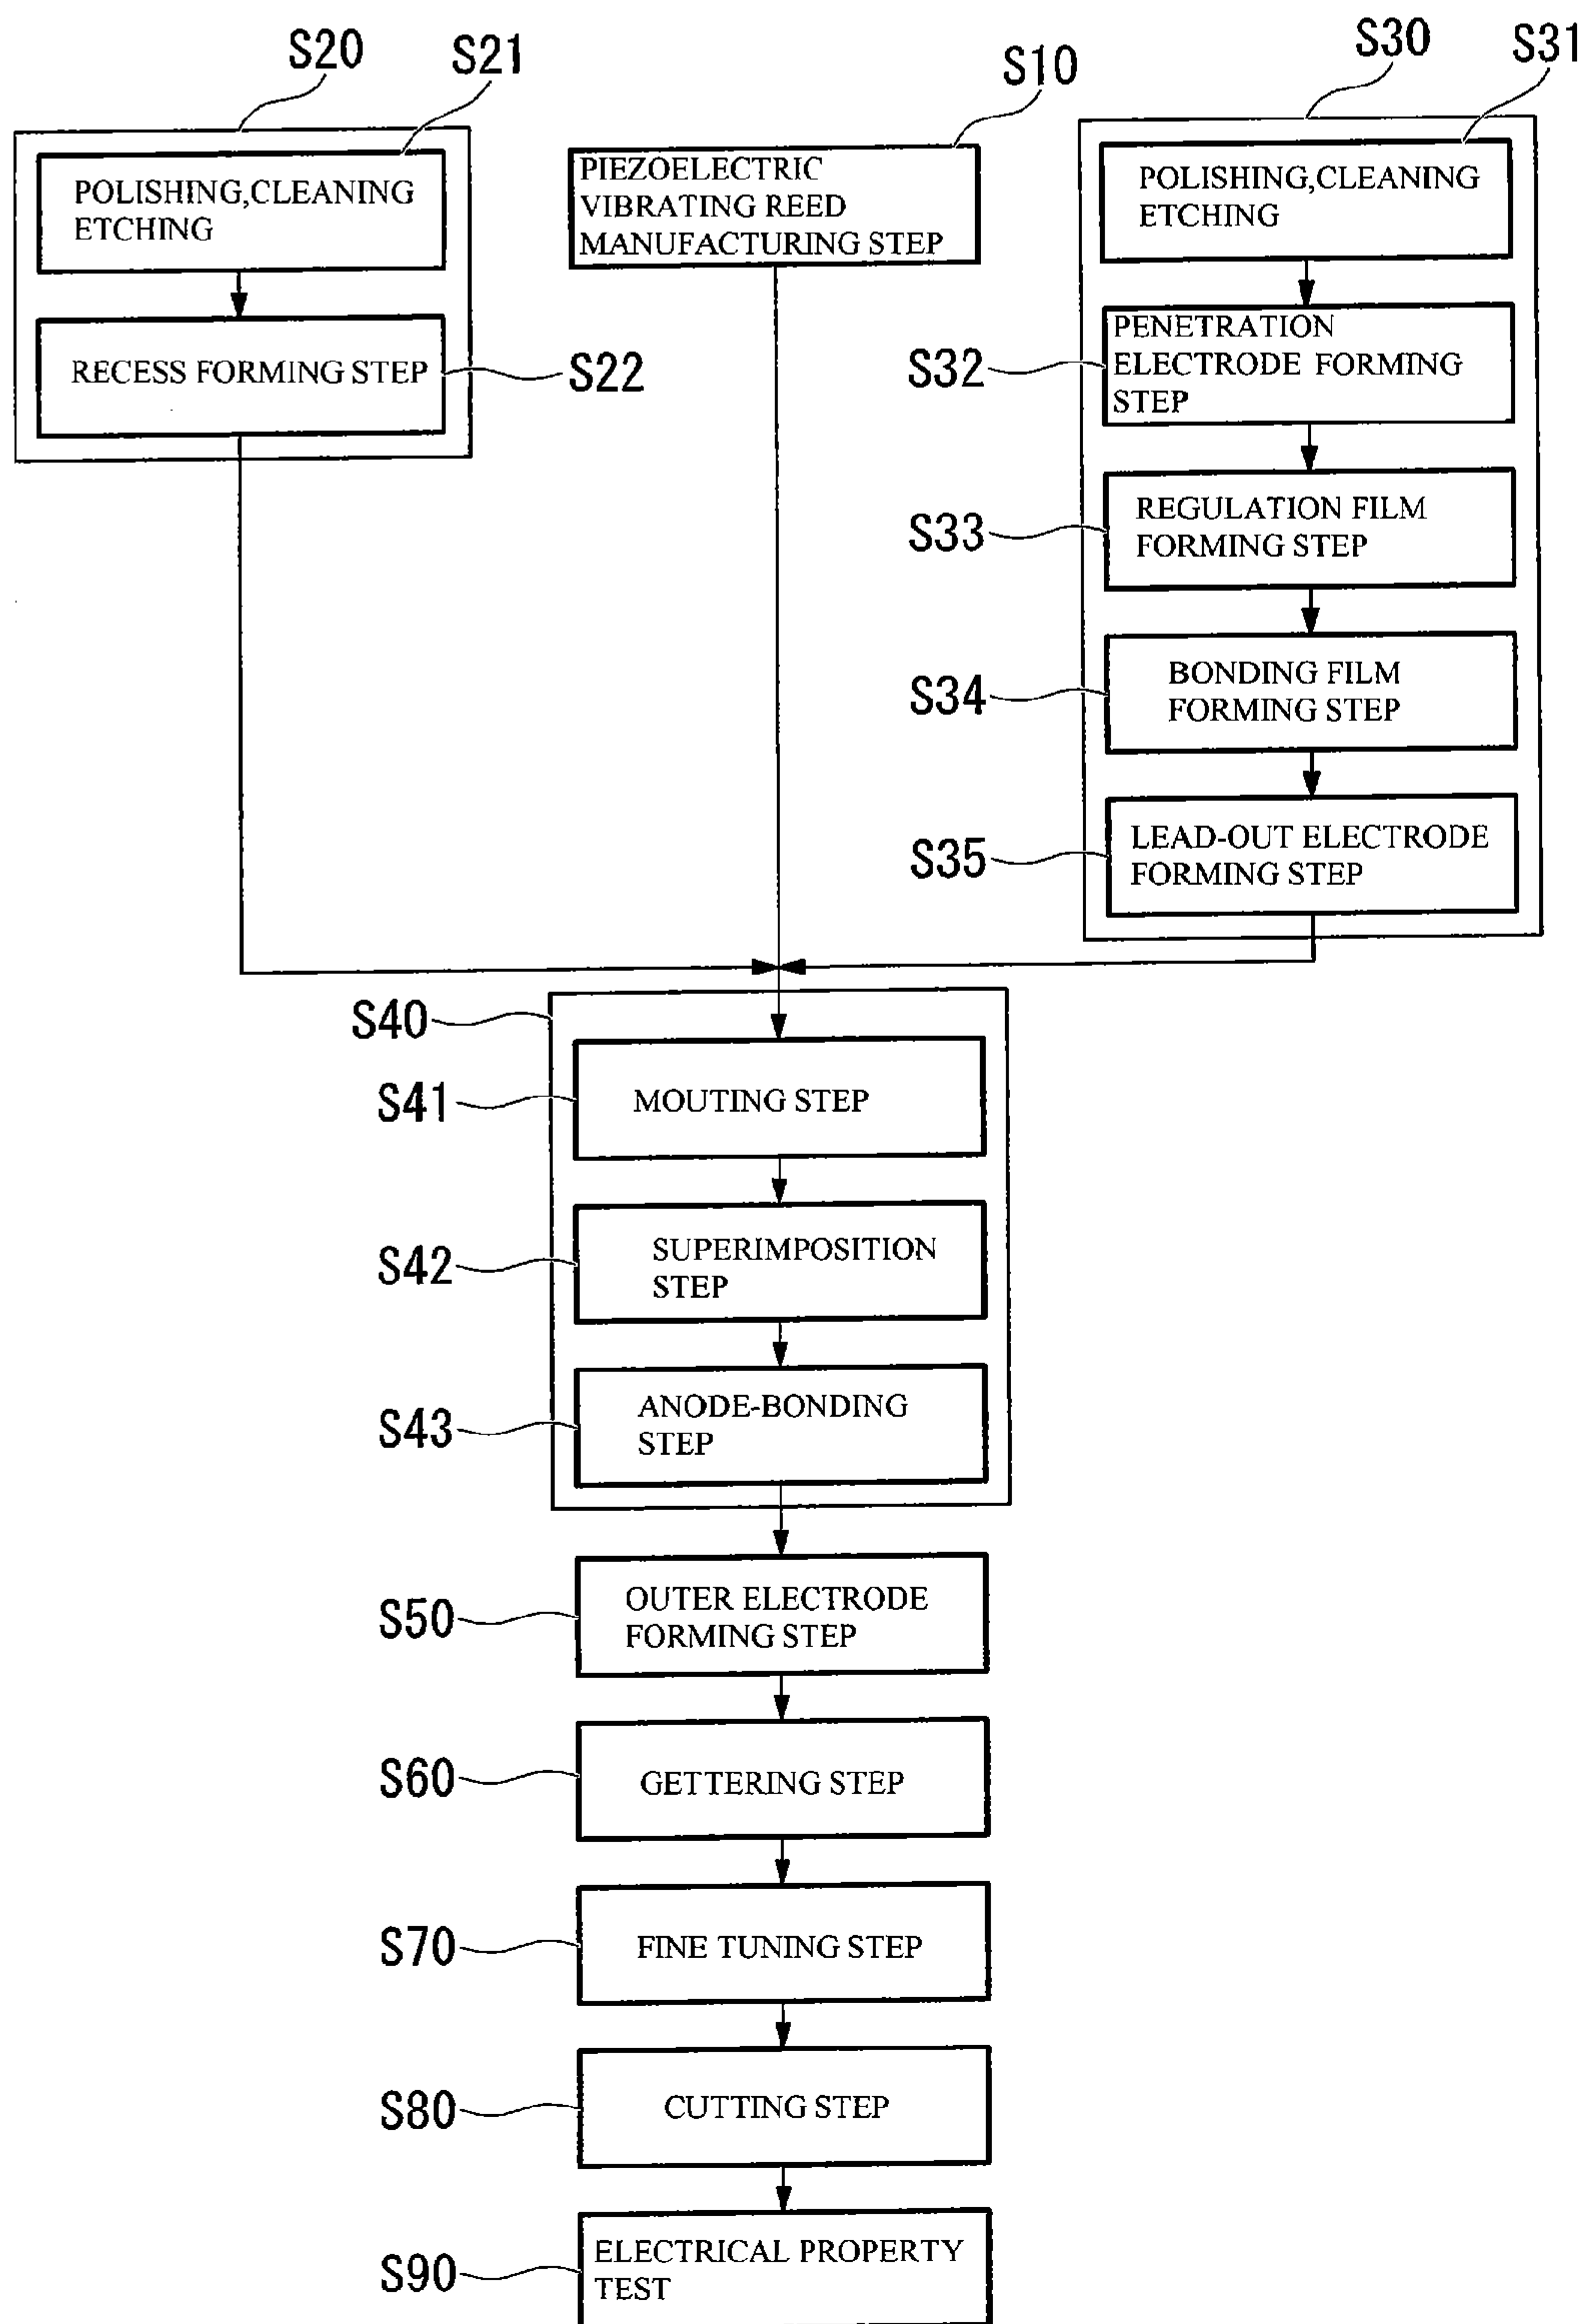 S20
S21
S10
S30
S31
POLISHING,CLEANING
ETCHING
PIEZOELECTRIC
VIBRATING REED
MANUFACTURING STEP
POLISHING,CLEANING
ETCHING
RECESS FORMING STEP
S22
S32
PENETRATION
ELECTRODE FORMING
STEP
S33
REGULATION FILM
FORMING STEP
S34
BONDING FILM
FORMING STEP
S35
LEAD-OUT ELECTRODE
FORMING STEP
S40
S41
MOUTING STEP
S42
SUPERIMPOSITION
STEP
S43
ANODE-BONDING
STEP
S50
OUTER ELECTRODE
FORMING STEP
S60
GETTERING STEP
S70
FINE TUNING STEP
S80
CUTTING STEP
S90
ELECTRICAL PROPERTY
TEST